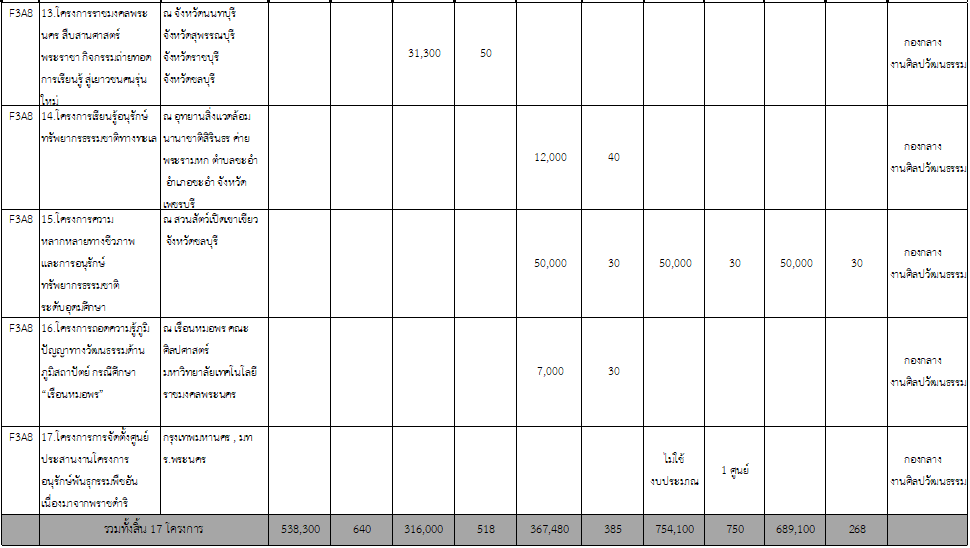 F3A8 13.โครงการราชมงคลพระ ณ จังหวัดนนทบุรี
นคร สืบสานศาสตร์ จังหวัดสุพรรณบุรี
พระราชา กิจกรรมถ่ายทอด จังหวัดราชบุรี 31,300 50 กองกลาง
การเรียนรู้ สู่เยาวชนคนรุ่น จังหวัดชลบุรี งานศิลปวัฒนธรรม
ใหม่
F3A8 14.โครงการเรียนรู้อนุรักษ์ ณ อุทยานสิ่งแวดล้อม
ทรัพยากรธรรมชาติทางทะเล นานาชาติสิรินธร ค่าย
พระรามหก ตำบลชะอำ 12,000 40 กองกลาง
อำเภอชะอำ จังหวัด งานศิลปวัฒนธรรม
เพชรบุรี
F3A8 15.โครงการความ ณ สวนสัตว์เปิดเขาเขียว
หลากหลายทางชีวภาพ จังหวัดชลบุรี
และการอนุรักษ์ 50,000 30 50,000 30 50,000 30 กองกลาง
ทรัพยากรธรรมชาติ งานศิลปวัฒนธรรม
ระดับอุดมศึกษา
F3A8 16.โครงการถอดความรู้ภูมิ ณ เรือนหมอพร คณะ
ปัญญาทางวัฒนธรรมด้าน ศิลปศาสตร์
ภูมิสถาปัตย์ กรณีศึกษา มหาวิทยาลัยเทคโนโลยี 7,000 30 กองกลาง
“เรือนหมอพร” ราชมงคลพระนคร งานศิลปวัฒนธรรม
F3A8 17.โครงการการจัดตั้งศูนย์ กรุงเทพมหานคร , มท
ประสานงานโครงการ ร.พระนคร ไม่ใช้ 1 ศูนย์ กองกลาง
อนุรักษ์พันธุกรรมพืชอัน งบประมาณ งานศิลปวัฒนธรรม
เนื่องมาจากพราชดำริ
รวมทั้งสิ้น 17 โครงการ 538,300 640 316,000 518 367,480 385 754,100 750 689,100 268